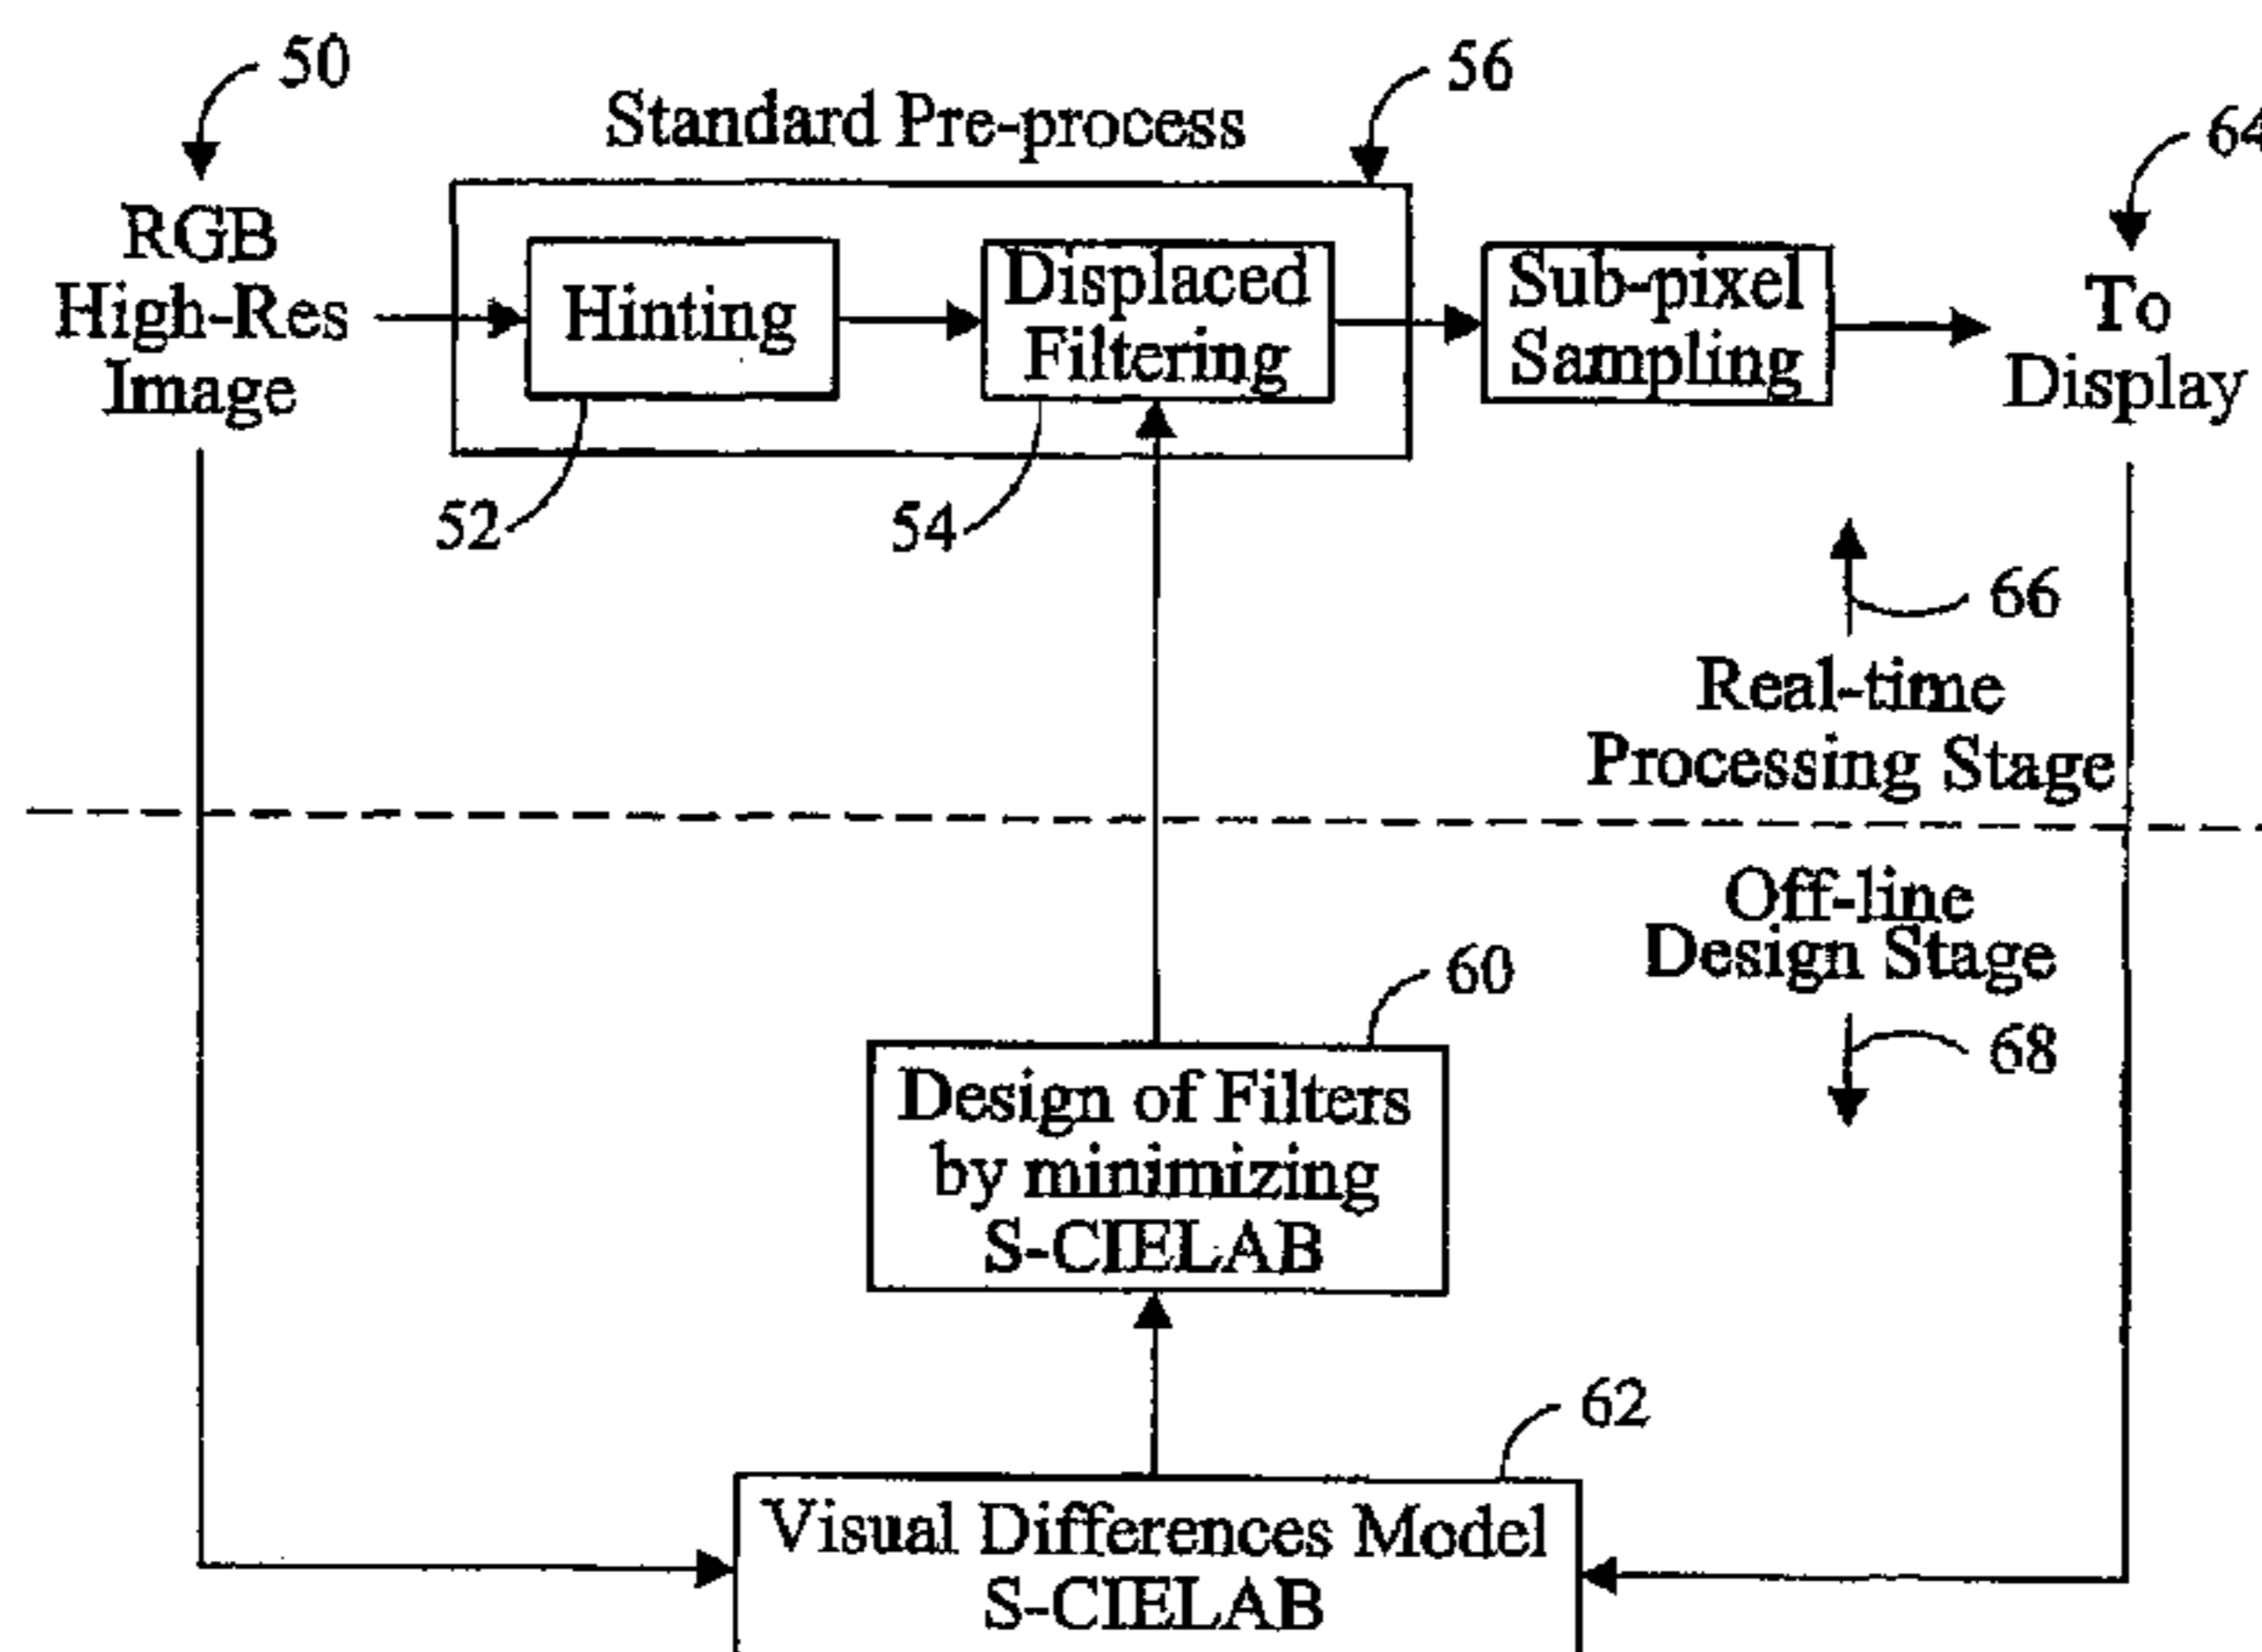 50
Standard Pre-process
56
64
RGB
High-Res
Image
Hinting
Displaced
Filtering
Sub-pixel
Sampling
To
Display
52
54
66
Real-time
Processing Stage
Off-line
Design Stage
60
68
Design of Filters
by minimizing
S-CIELAB
62
Visual Differences Model
S-CIELAB